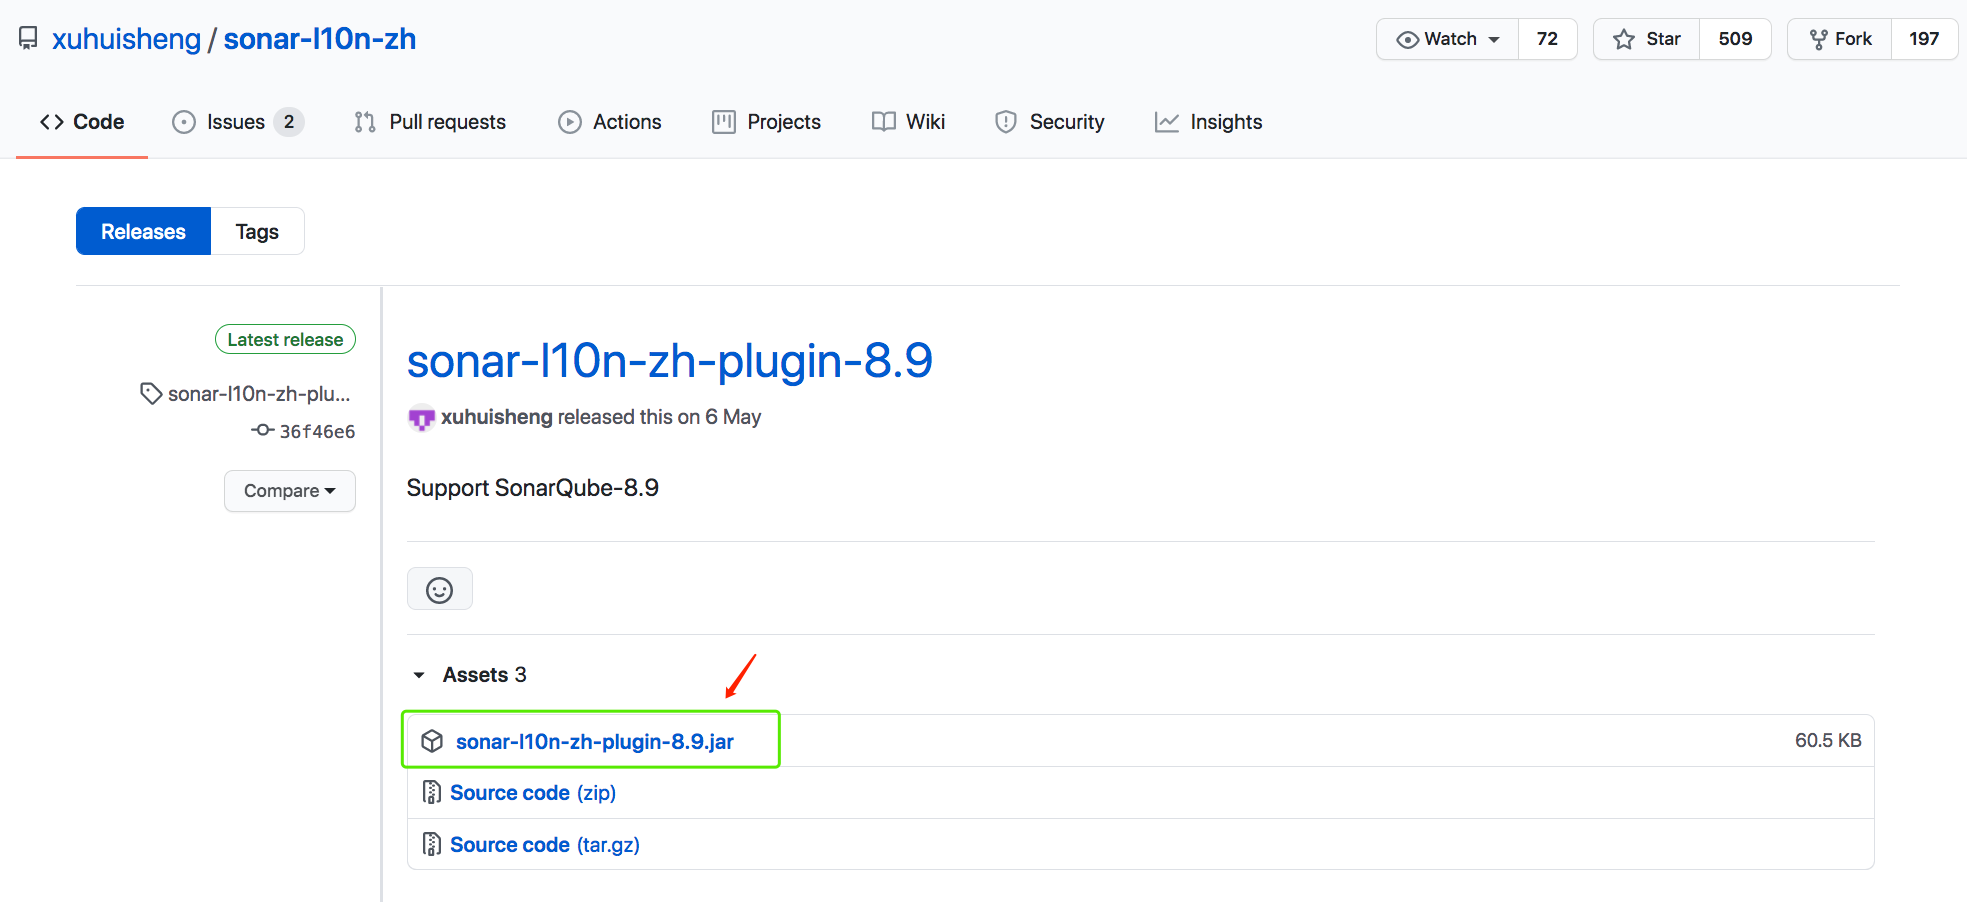 xuhuisheng / sonar-l10n-zh
Watch 72 Star 509 Fork 197
Code Issues 2 Pull requests Actions Projects Wiki Security Insights
Releases Tags
Latest release
sonar-l10n-zh-plu...
36f46e6
Compare
sonar-l10n-zh-plugin-8.9
xuhuisheng released this on 6 May
Support SonarQube-8.9
Assets 3
sonar-l10n-zh-plugin-8.9.jar 60.5 KB
Source code (zip)
Source code (tar.gz)